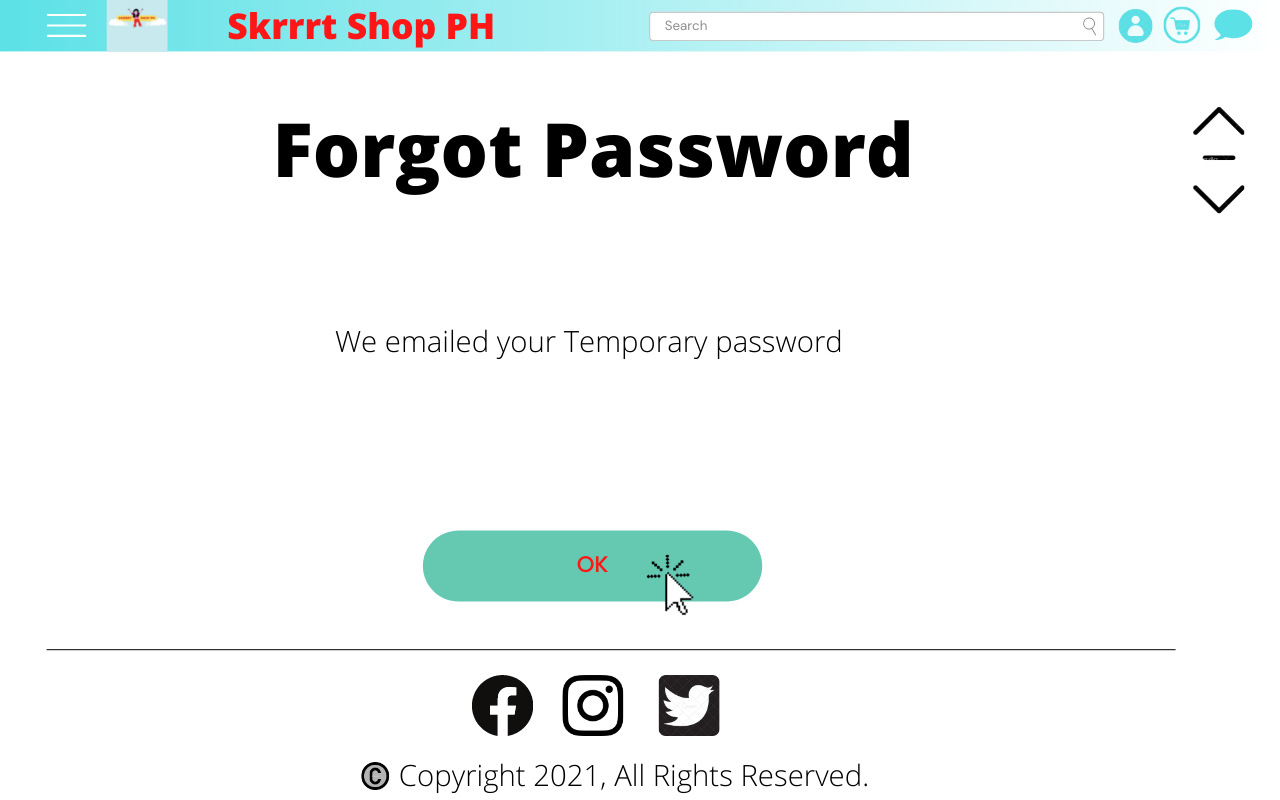 Skrrrt Shop PH
Search
Forgot Password
We emailed your Temporary password
OK
© Copyright 2021, All Rights Reserved.